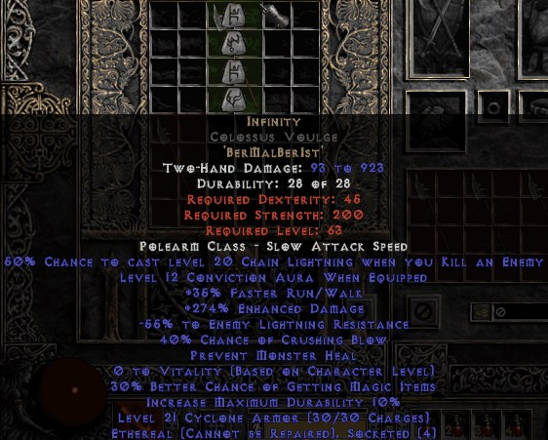 Infinity
Colossus Voulge
'BerMalBerIst'
Two-Hand Damage: 93 to 923
Durability: 28 of 28
Required Dexterity: 45
Required Strength: 200
Required Level: 63
Polearm Class - Slow Attack Speed
50% Chance to cast level 20 Chain Lightning when you Kill an Enemy
Level 12 Conviction Aura When Equipped
+35% Faster Run/Walk
+274% Enhanced Damage
-55% to Enemy Lightning Resistance
40% Chance of Crushing Blow
Prevent Monster Heal
0 to Vitality (Based on Character Level)
30% Better Chance of Getting Magic Items
Increase Maximum Durability 10%
Level 21 Cyclone Armor (30/30 Charges)
Ethereal (Cannot be Repaired), Socketed (4)